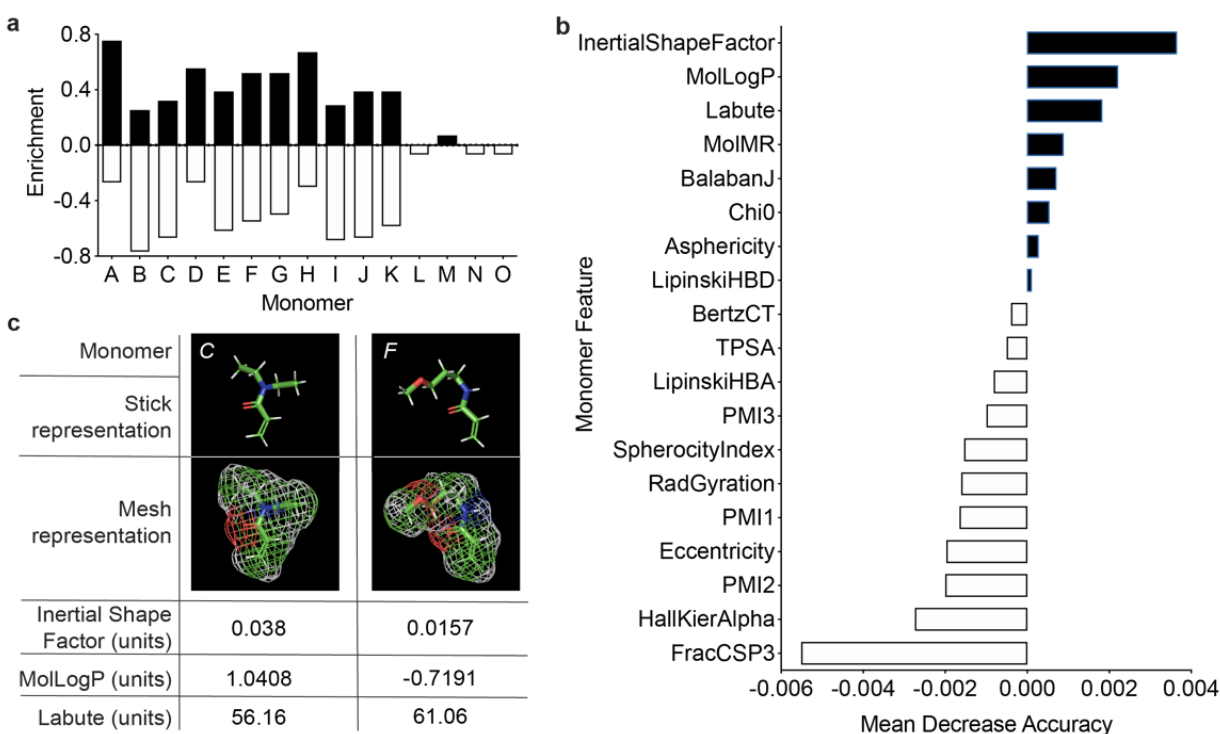 a
0.8
0.4
0.0
-0.4
-0.8
Enrichment
A B C D E F G H I J K L M N O
Monomer
b
InertialShapeFactor
MolLogP
Labute
MolMR
BalabanJ
Chi0
Asphericity
LipinskiHBD
BertzCT
TPSA
LipinskiHBA
PMI3
SpherocityIndex
RadGyration
PMI1
Eccentricity
PMI2
HallKierAlpha
FracCSP3
Monomer Feature
-0.006 -0.004 -0.002 0.000 0.002 0.004
Mean Decrease Accuracy
c
Monomer C F
Stick
representation
Mesh
representation
Inertial Shape
Factor (units) 0.038 0.0157
MolLogP (units) 1.0408 -0.7191
Labute (units) 56.16 61.06